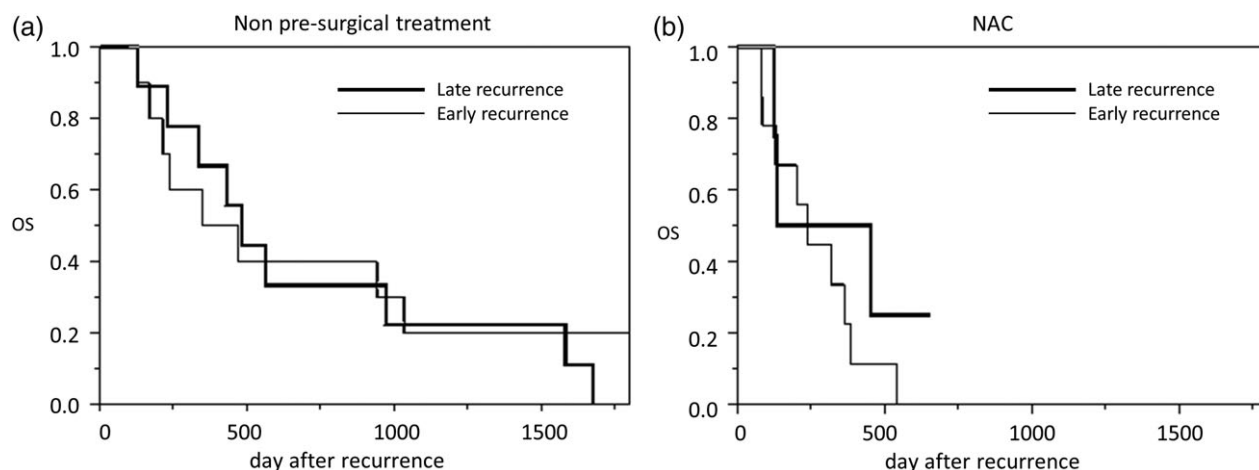 (a)
Non pre-surgical treatment
1.0
0.8
0.6
OS
0.4
0.2
0.0
Late recurrence
Early recurrence
0 500 1000 1500
day after recurrence
(b)
NAC
1.0
0.8
0.6
OS
0.4
0.2
0.0
Late recurrence
Early recurrence
0 500 1000 1500
day after recurrence